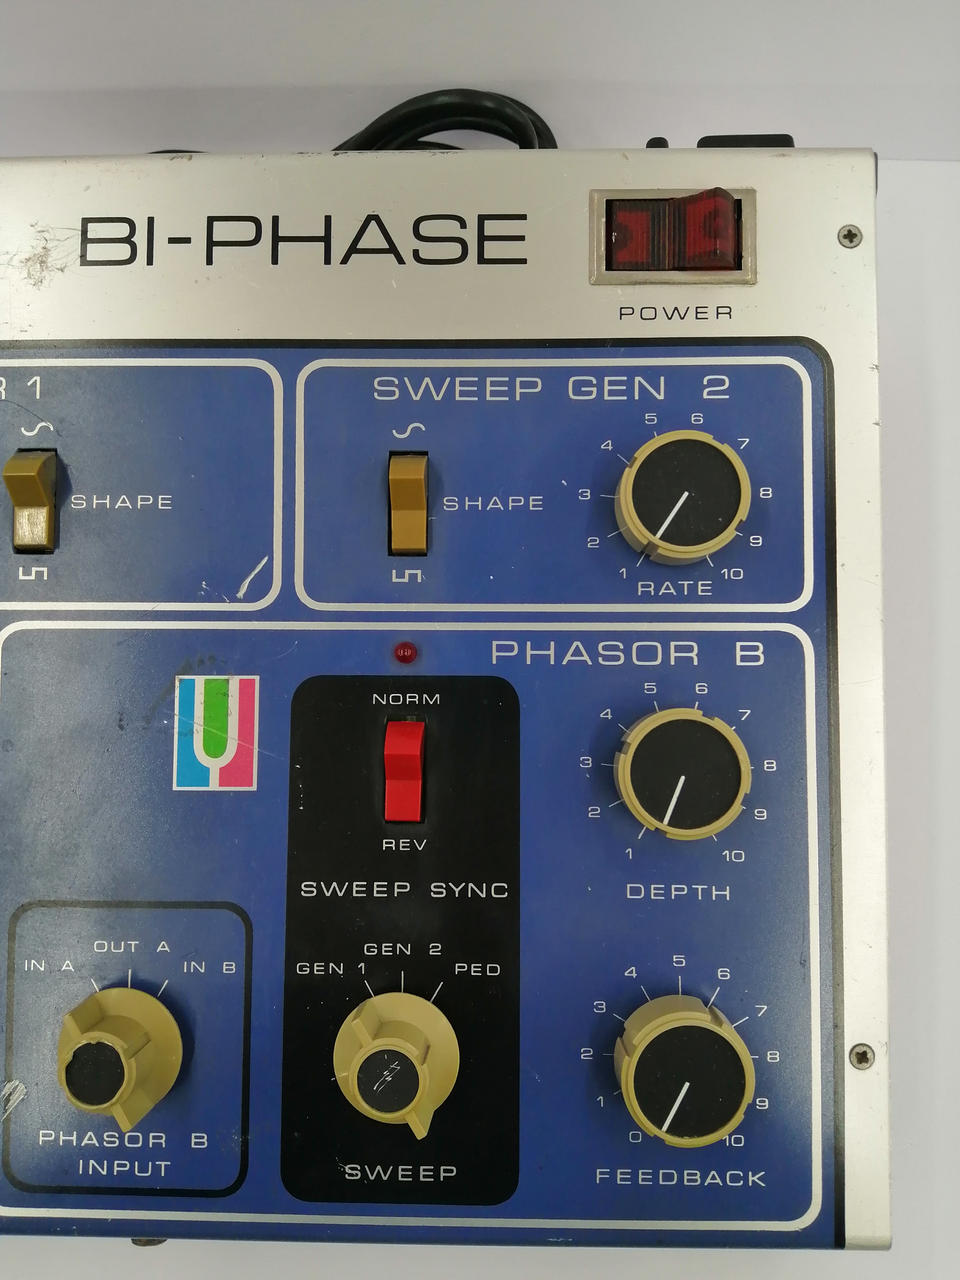 BI-PHASE
POWER
R 1
SHAPE
SWEEP GEN 2
SHAPE
1 2 3 4 5 6 7 8 9 10
RATE
PHASOR B
NORM
REV
SWEEP SYNC
1 2 3 4 5 6 7 8 9 10
DEPTH
IN A OUT A IN B
PHASOR B
INPUT
GEN 1 GEN 2 PED
SWEEP
0 1 2 3 4 5 6 7 8 9 10
FEEDBACK